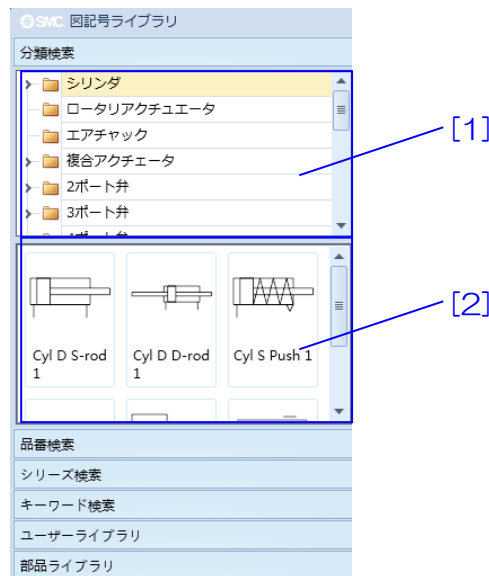 SMC 図記号ライブラリ
分類検索
シリンダ
ロータリアクチュエータ
エアチャック
複合アクチエータ
2ポート弁
3ポート弁
[1]
[2]
Cyl D S-rod 1
Cyl D D-rod 1
Cyl S Push 1
品番検索
シリーズ検索
キーワード検索
ユーザーライブラリ
部品ライブラリ